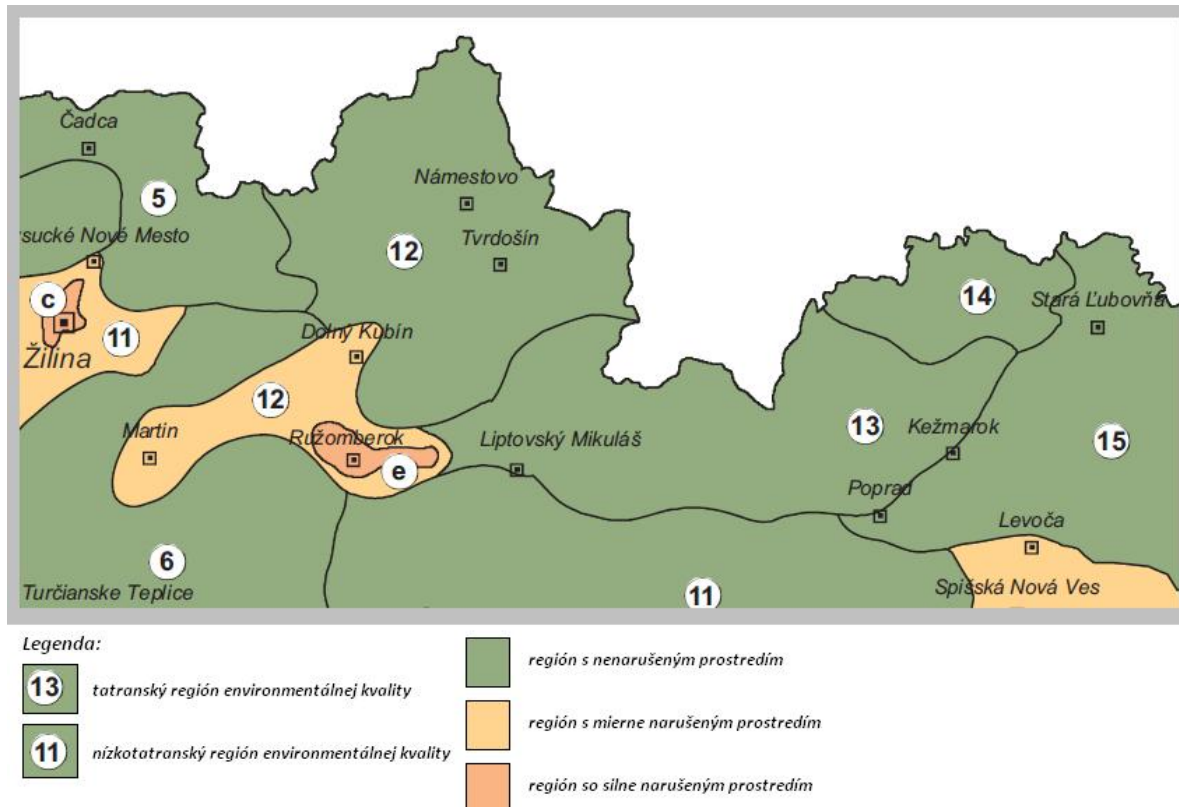 Čadca
5
Námestovo
ysucké Nové Mesto
12
Tvrdošín
14
Stará Ľubovňa
c
11
Dolný Kubín
Žilina
12
13
Martin
Ružomberok
Liptovský Mikuláš
Kežmarok
15
e
Poprad
Levoča
6
Turčianske Teplice
11
Spišská Nová Ves
Legenda:
13 tatranský región environmentálnej kvality
11 nízkotatranský región environmentálnej kvality
región s nenarušeným prostredím
región s mierne narušeným prostredím
región so silne narušeným prostredím